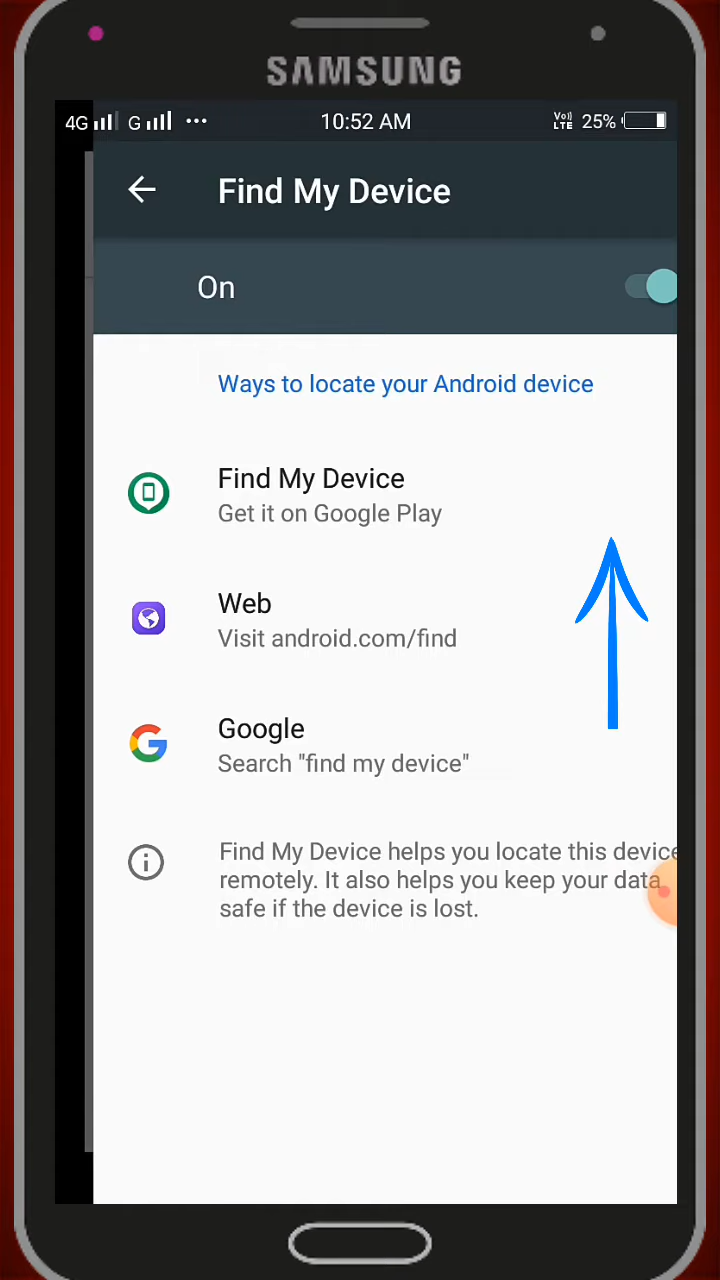 SAMSUNG
4G G ••• 10:52 AM Vo) LTE 25%
Find My Device
On
Ways to locate your Android device
Find My Device
Get it on Google Play
Web
Visit android.com/find
Google
Search "find my device"
Find My Device helps you locate this device
remotely. It also helps you keep your data
safe if the device is lost.